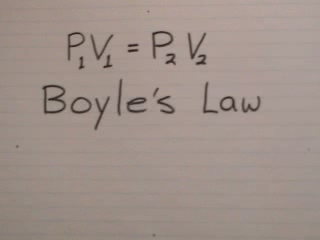 P₁V₁ = P₂V₂
Boyle's Law